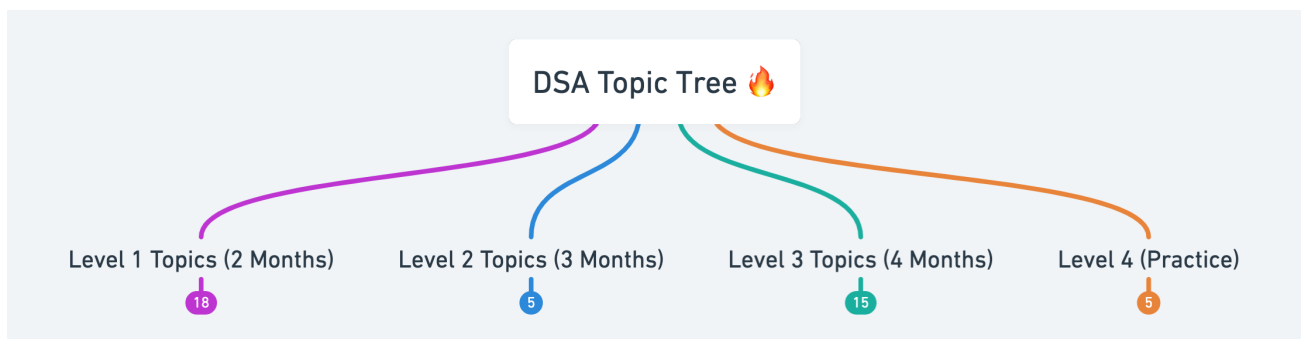 DSA Topic Tree 🔥
Level 1 Topics (2 Months)
Level 2 Topics (3 Months)
Level 3 Topics (4 Months)
Level 4 (Practice)
18
5
15
5